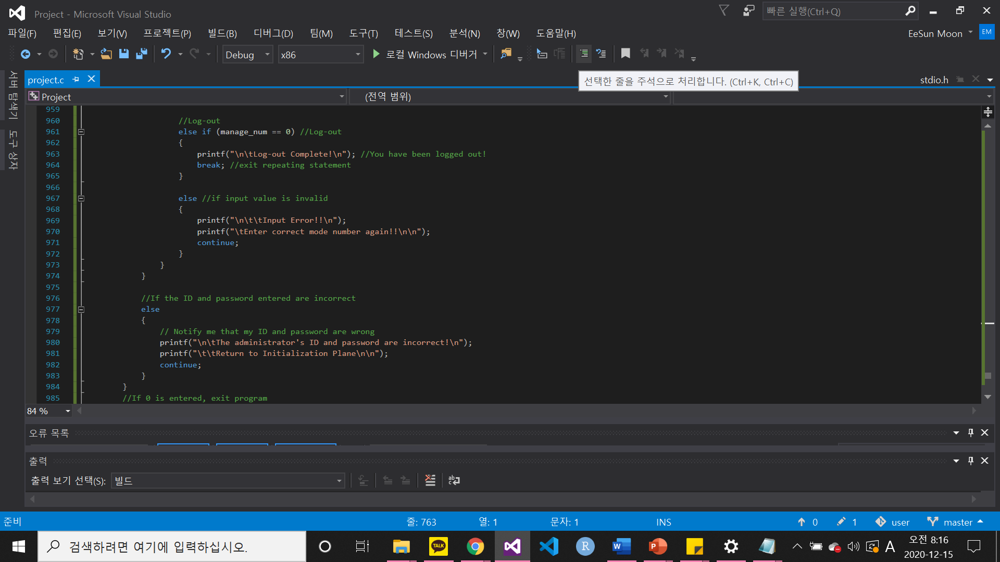 Project - Microsoft Visual Studio
빠른 실행(Ctrl+Q)
파일(F) 편집(E) 보기(V) 프로젝트(P) 빌드(B) 디버그(D) 팀(M) 도구(T) 테스트(S) 분석(N) 창(W) 도움말(H)
EeSun Moon EM
Debug x86 로컬 Windows 디버거
서버 탐색기
도구 상자
project.c
선택한 줄을 주석으로 처리합니다. (Ctrl+K, Ctrl+C)
stdio.h
Project (전역 범위)
959
960 //Log-out
961 else if (manage_num == 0) //Log-out
962 {
963 printf("\n\tLog-out Complete!\n"); //You have been logged out!
964 break; //exit repeating statement
965 }
966
967 else //if input value is invalid
968 {
969 printf("\n\t\tInput Error!!\n");
970 printf("\tEnter correct mode number again!!\n\n");
971 continue;
972 }
973 }
974 }
975
976 //If the ID and password entered are incorrect
977 else
978 {
979 // Notify me that my ID and password are wrong
980 printf("\n\tThe administrator's ID and password are incorrect!\n");
981 printf("\t\tReturn to Initialization Plane\n\n");
982 continue;
983 }
984 }
985 //If 0 is entered, exit program
84 %
오류 목록
출력
출력 보기 선택(S): 빌드
준비 줄: 763 열: 1 문자: 1 INS 0 1 user master
검색하려면 여기에 입력하십시오.
TALK
R
W
P
A
오전 8:16
2020-12-15